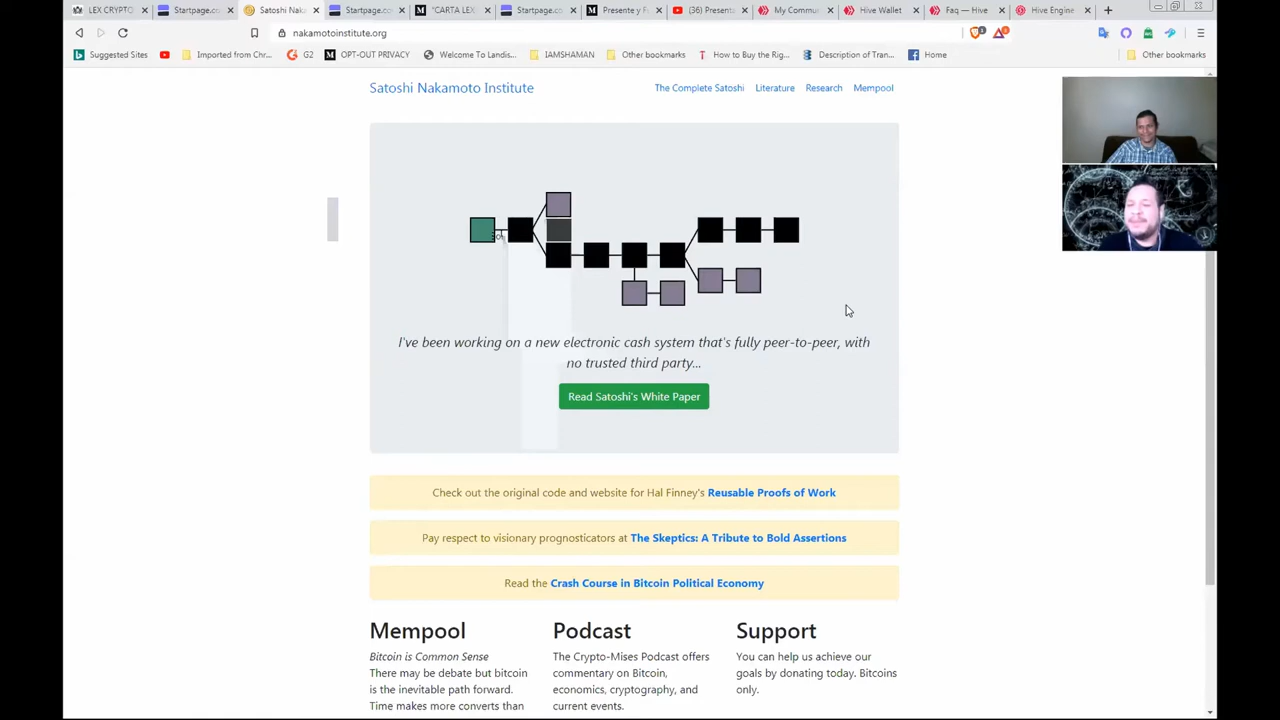 LEX CRYPTO
Startpage.co
Satoshi Nak
Startpage.co
"CARTA LEX
Startpage.co
Presente y F
(36) Present
My Commu
Hive Wallet
Faq — Hive
Hive Engine
nakamotoinstitute.org
Suggested Sites
Imported from Chr...
G2
OPT-OUT PRIVACY
Welcome To Landis...
IAMSHAMAN
Other bookmarks
How to Buy the Rig...
Description of Tran...
Home
Other bookmarks
Satoshi Nakamoto Institute
The Complete Satoshi
Literature
Research
Mempool
I've been working on a new electronic cash system that's fully peer-to-peer, with
no trusted third party...
Read Satoshi's White Paper
Check out the original code and website for Hal Finney's Reusable Proofs of Work
Pay respect to visionary prognosticators at The Skeptics: A Tribute to Bold Assertions
Read the Crash Course in Bitcoin Political Economy
Mempool
Bitcoin is Common Sense
There may be debate but bitcoin
is the inevitable path forward.
Time makes more converts than
Podcast
The Crypto-Mises Podcast offers
commentary on Bitcoin,
economics, cryptography, and
current events.
Support
You can help us achieve our
goals by donating today. Bitcoins
only.